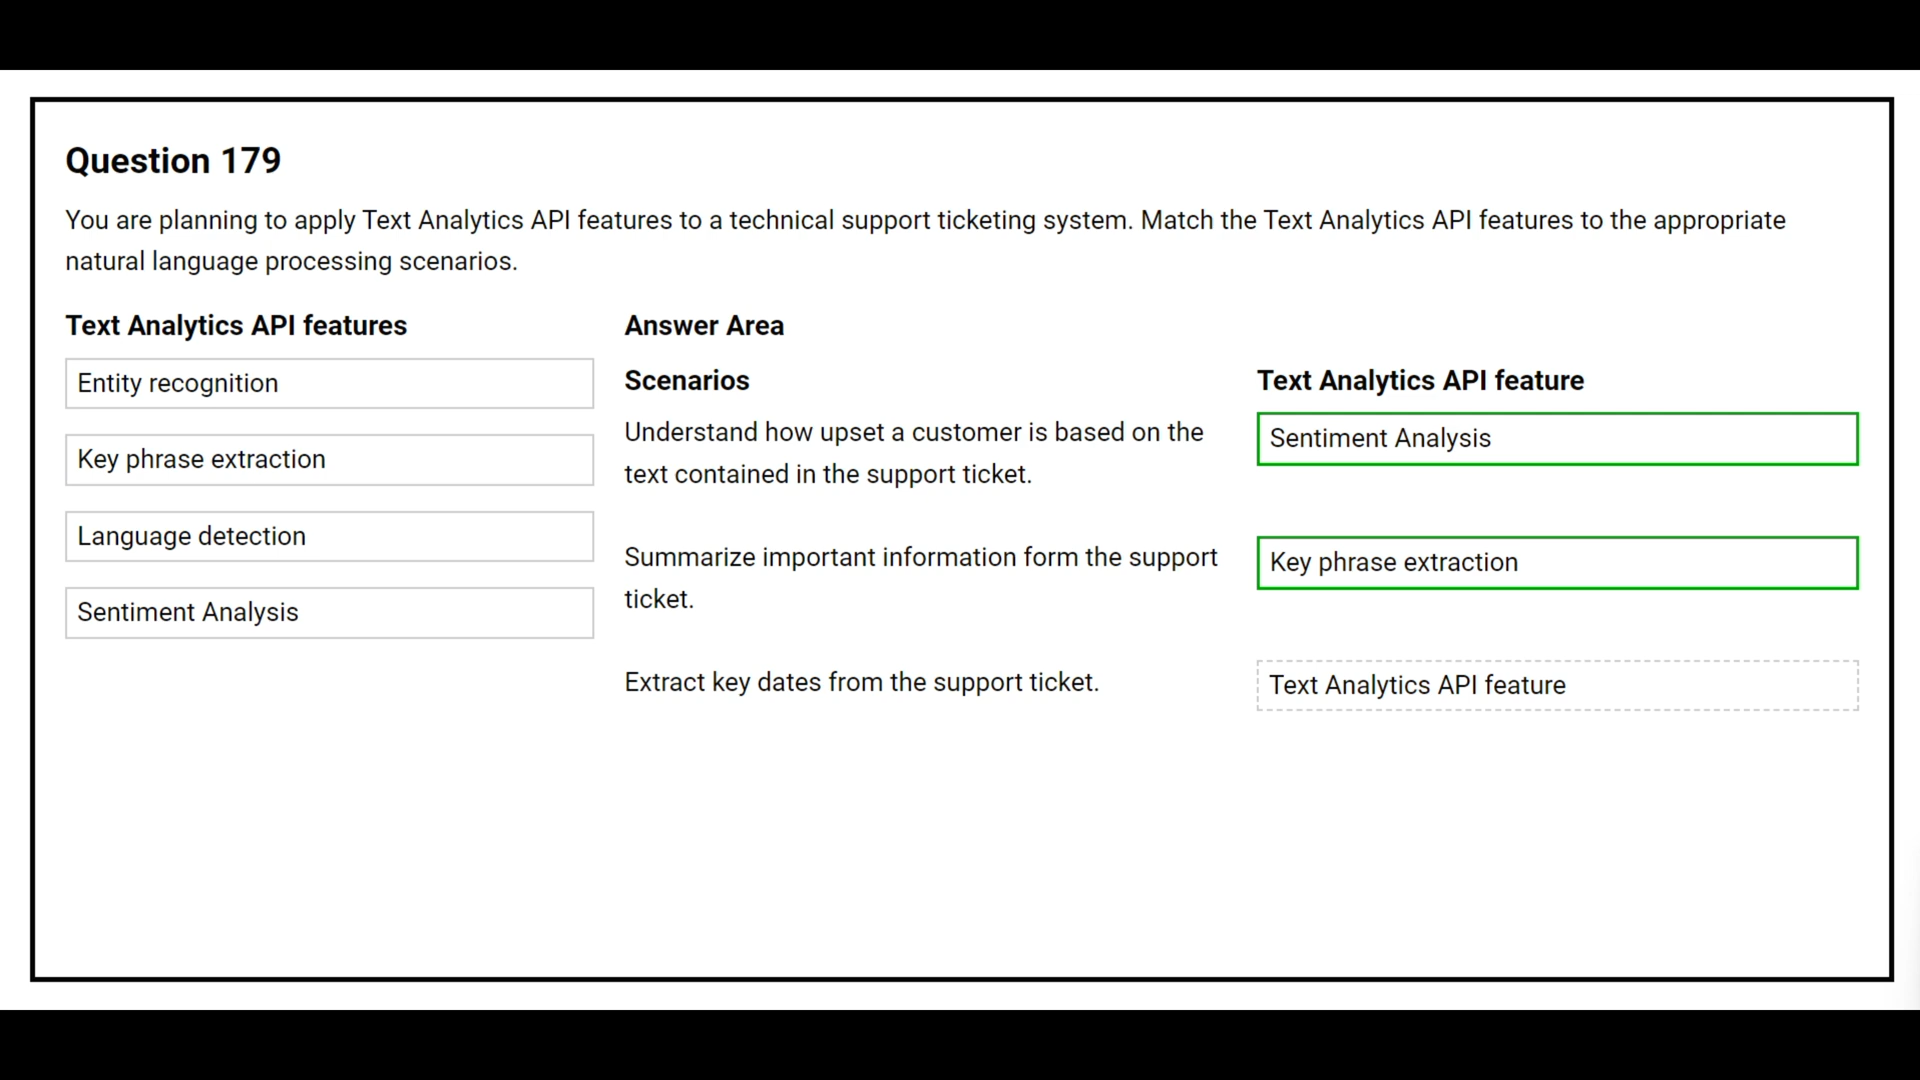 Question 179
You are planning to apply Text Analytics API features to a technical support ticketing system. Match the Text Analytics API features to the appropriate
natural language processing scenarios.
Text Analytics API features
Entity recognition
Key phrase extraction
Language detection
Sentiment Analysis
Answer Area
Scenarios
Text Analytics API feature
Understand how upset a customer is based on the
text contained in the support ticket.
Sentiment Analysis
Summarize important information form the support
ticket.
Key phrase extraction
Extract key dates from the support ticket.
Text Analytics API feature